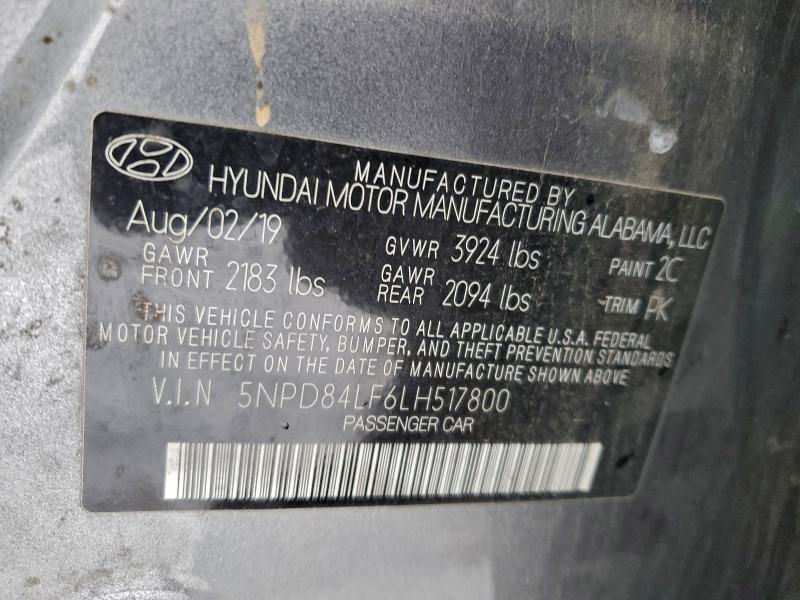 MANUFACTURED BY
HYUNDAI MOTOR MANUFACTURING ALABAMA, LLC
Aug/02/19 GVWR 3924 lbs PAINT 2C
GAWR FRONT 2183 lbs GAWR REAR 2094 lbs TRIM PK
THIS VEHICLE CONFORMS TO ALL APPLICABLE U.S.A. FEDERAL
MOTOR VEHICLE SAFETY, BUMPER, AND THEFT PREVENTION STANDARDS
IN EFFECT ON THE DATE OF MANUFACTURE SHOWN ABOVE.
V.I.N 5NPD84LF6LH517800
PASSENGER CAR